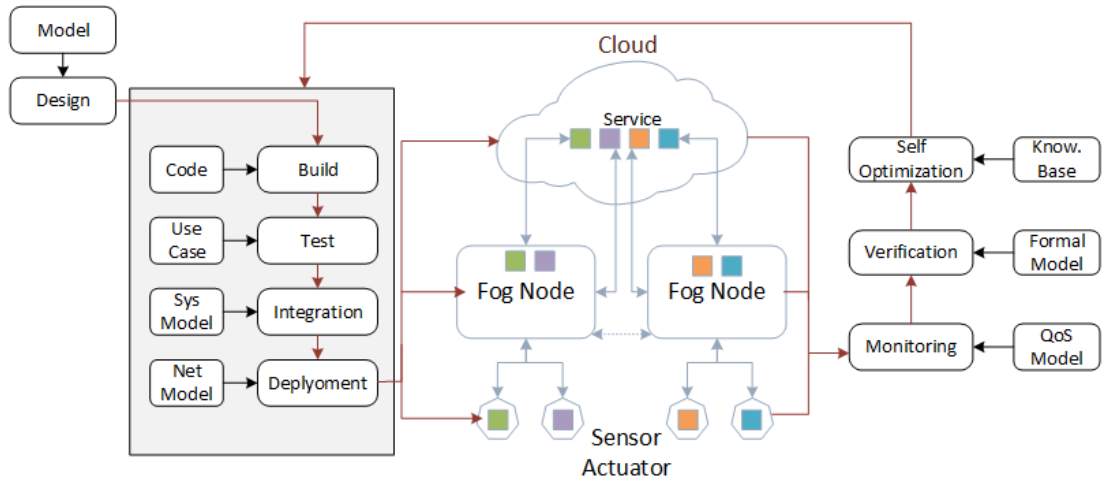 Model
Design
Code
Build
Use
Case
Test
Sys
Model
Integration
Net
Model
Deplyoment
Cloud
Service
Fog Node
Fog Node
Sensor
Actuator
Self
Optimization
Know.
Base
Verification
Formal
Model
Monitoring
QoS
Model